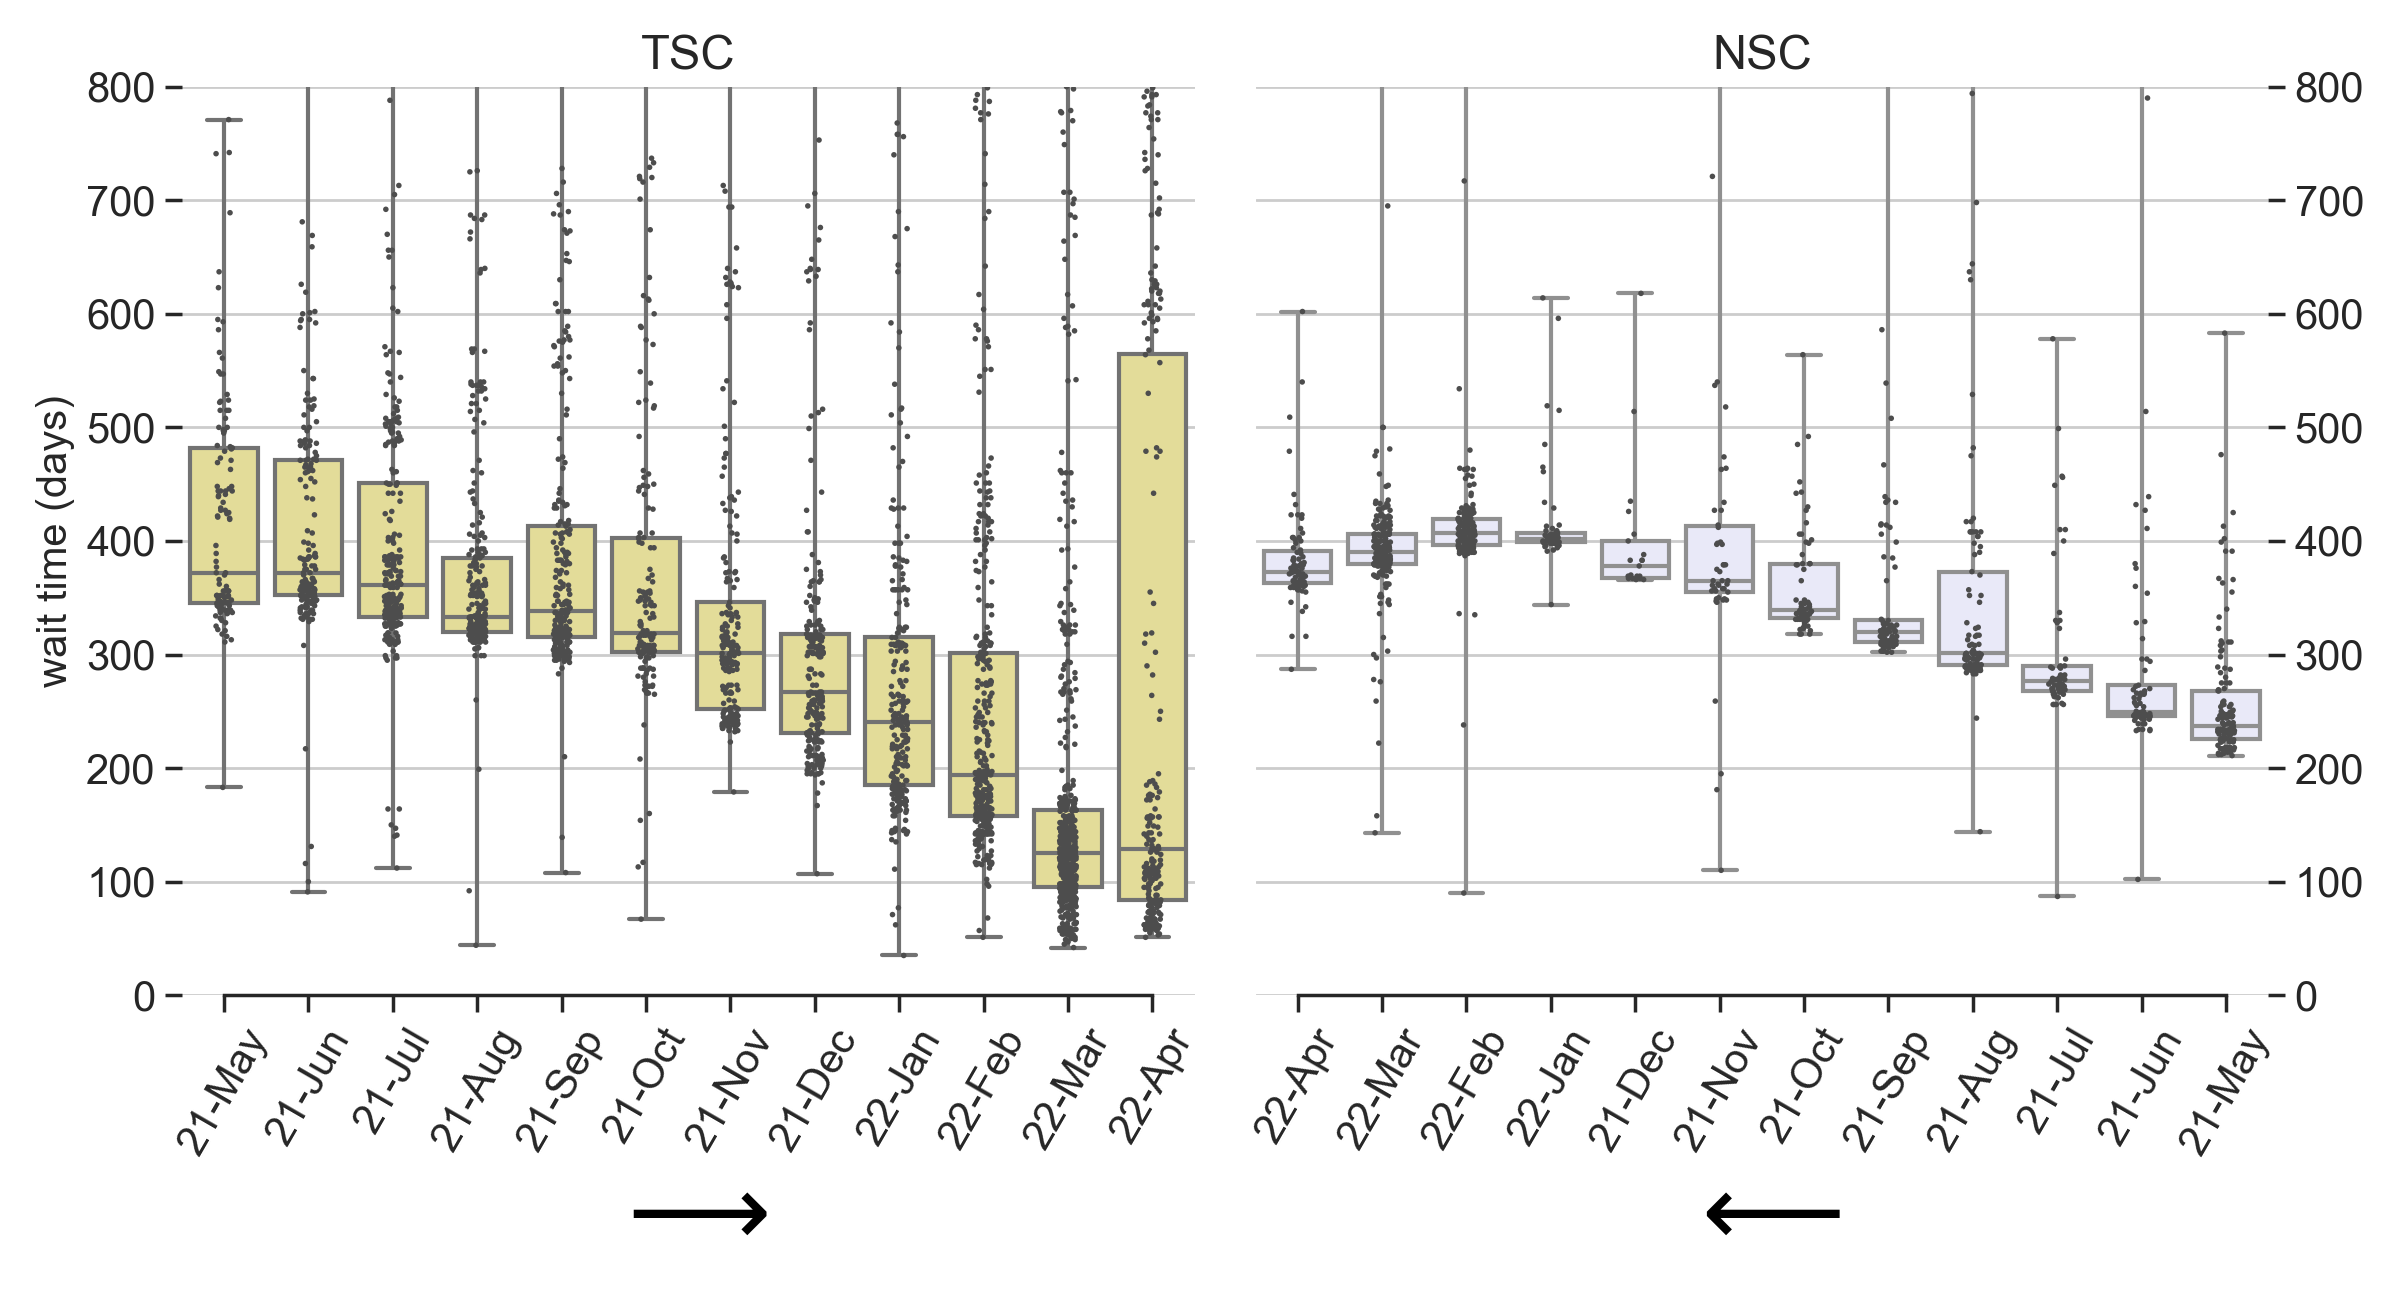 TSC
NSC
800
700
600
500
400
300
200
100
0
wait time (days)
800
700
600
500
400
300
200
100
0
21-May
21-Jun
21-Jul
21-Aug
21-Sep
21-Oct
21-Nov
21-Dec
22-Jan
22-Feb
22-Mar
22-Apr
22-Apr
22-Mar
22-Feb
22-Jan
21-Dec
21-Nov
21-Oct
21-Sep
21-Aug
21-Jul
21-Jun
21-May